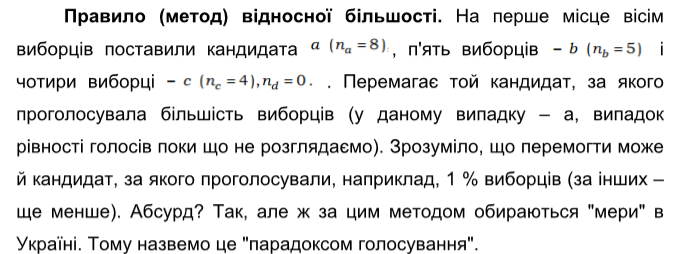 Правило (метод) відносної більшості. На перше місце вісім
виборців поставили кандидата a (nₐ = 8)., п'ять виборців – b (n_b = 5) і
чотири виборці – c (n_c = 4), n_d = 0. . Перемагає той кандидат, за якого
проголосувала більшість виборців (у даному випадку – а, випадок
рівності голосів поки що не розглядаємо). Зрозуміло, що перемогти може
й кандидат, за якого проголосували, наприклад, 1 % виборців (за інших –
ще менше). Абсурд? Так, але ж за цим методом обираються "мери" в
Україні. Тому назвемо це "парадоксом голосування".